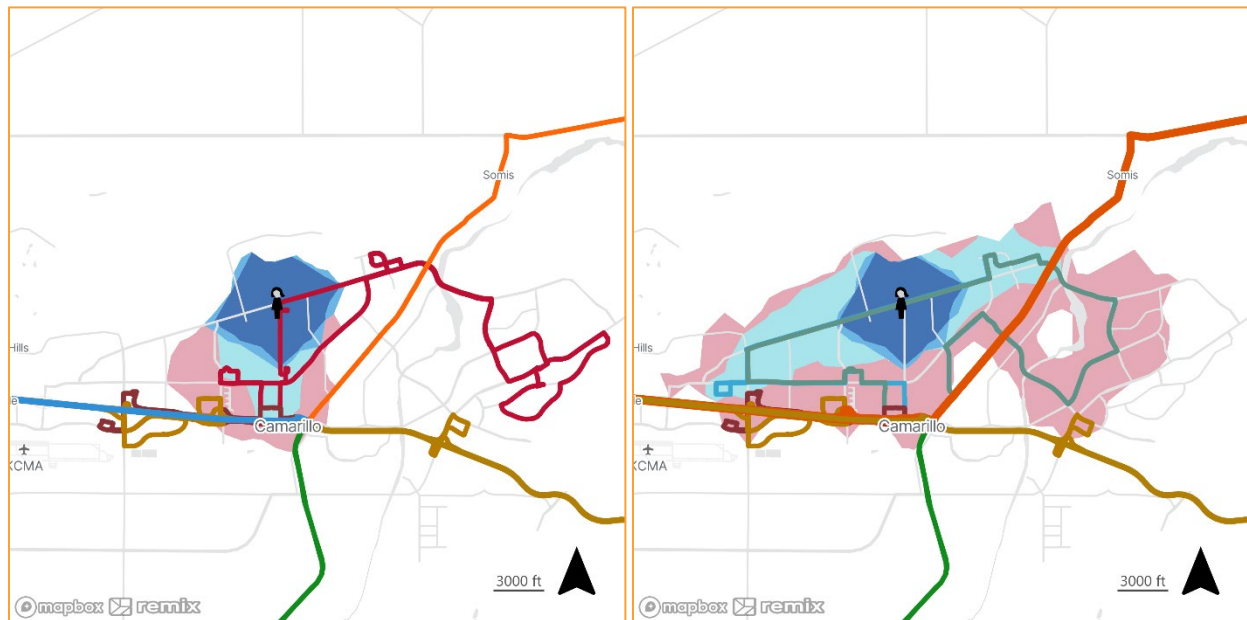 Somis
Hills
e
Camarillo
KCMA
3000 ft
mapbox remix
Somis
Hills
e
Camarillo
KCMA
3000 ft
mapbox remix